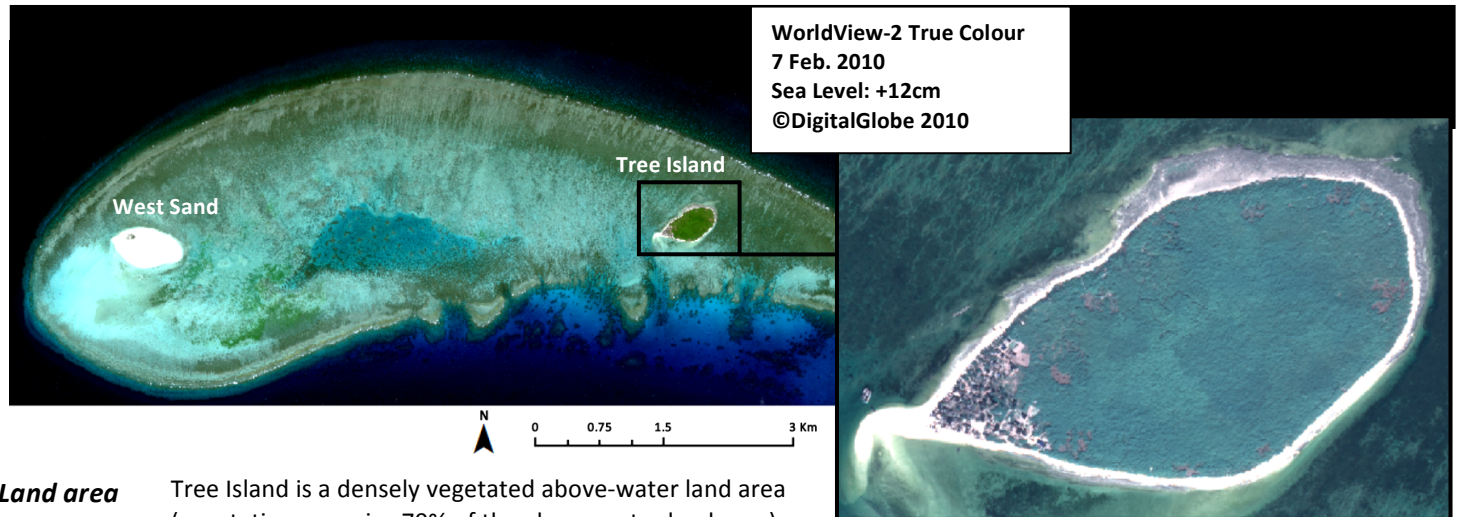 WorldView-2 True Colour
7 Feb. 2010
Sea Level: +12cm
©DigitalGlobe 2010
Tree Island
West Sand
N
0 0.75 1.5 3 Km
Land area Tree Island is a densely vegetated above-water land area